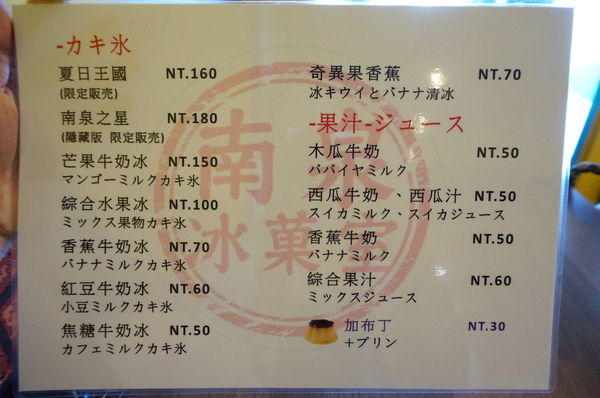 -カキ氷
夏日王國 NT.160
(限定販売)
南泉之星 NT.180
(隱藏版 限定販売)
芒果牛奶冰 NT.150
マンゴーミルクカキ氷
綜合水果冰 NT.100
ミックス果物カキ氷
香蕉牛奶冰 NT.70
バナナミルクカキ氷
紅豆牛奶冰 NT.60
小豆ミルクカキ氷
焦糖牛奶冰 NT.50
カフェミルクカキ氷
奇異果香蕉 NT.70
冰キウイとバナナ清冰
-果汁-ジュース
木瓜牛奶 NT.50
パパイヤミルク
西瓜牛奶、西瓜汁 NT.50
スイカミルク、スイカジュース
香蕉牛奶 NT.50
バナナミルク
綜合果汁 NT.60
ミックスジュース
加布丁 NT.30
+プリン
南泉
冰菓室